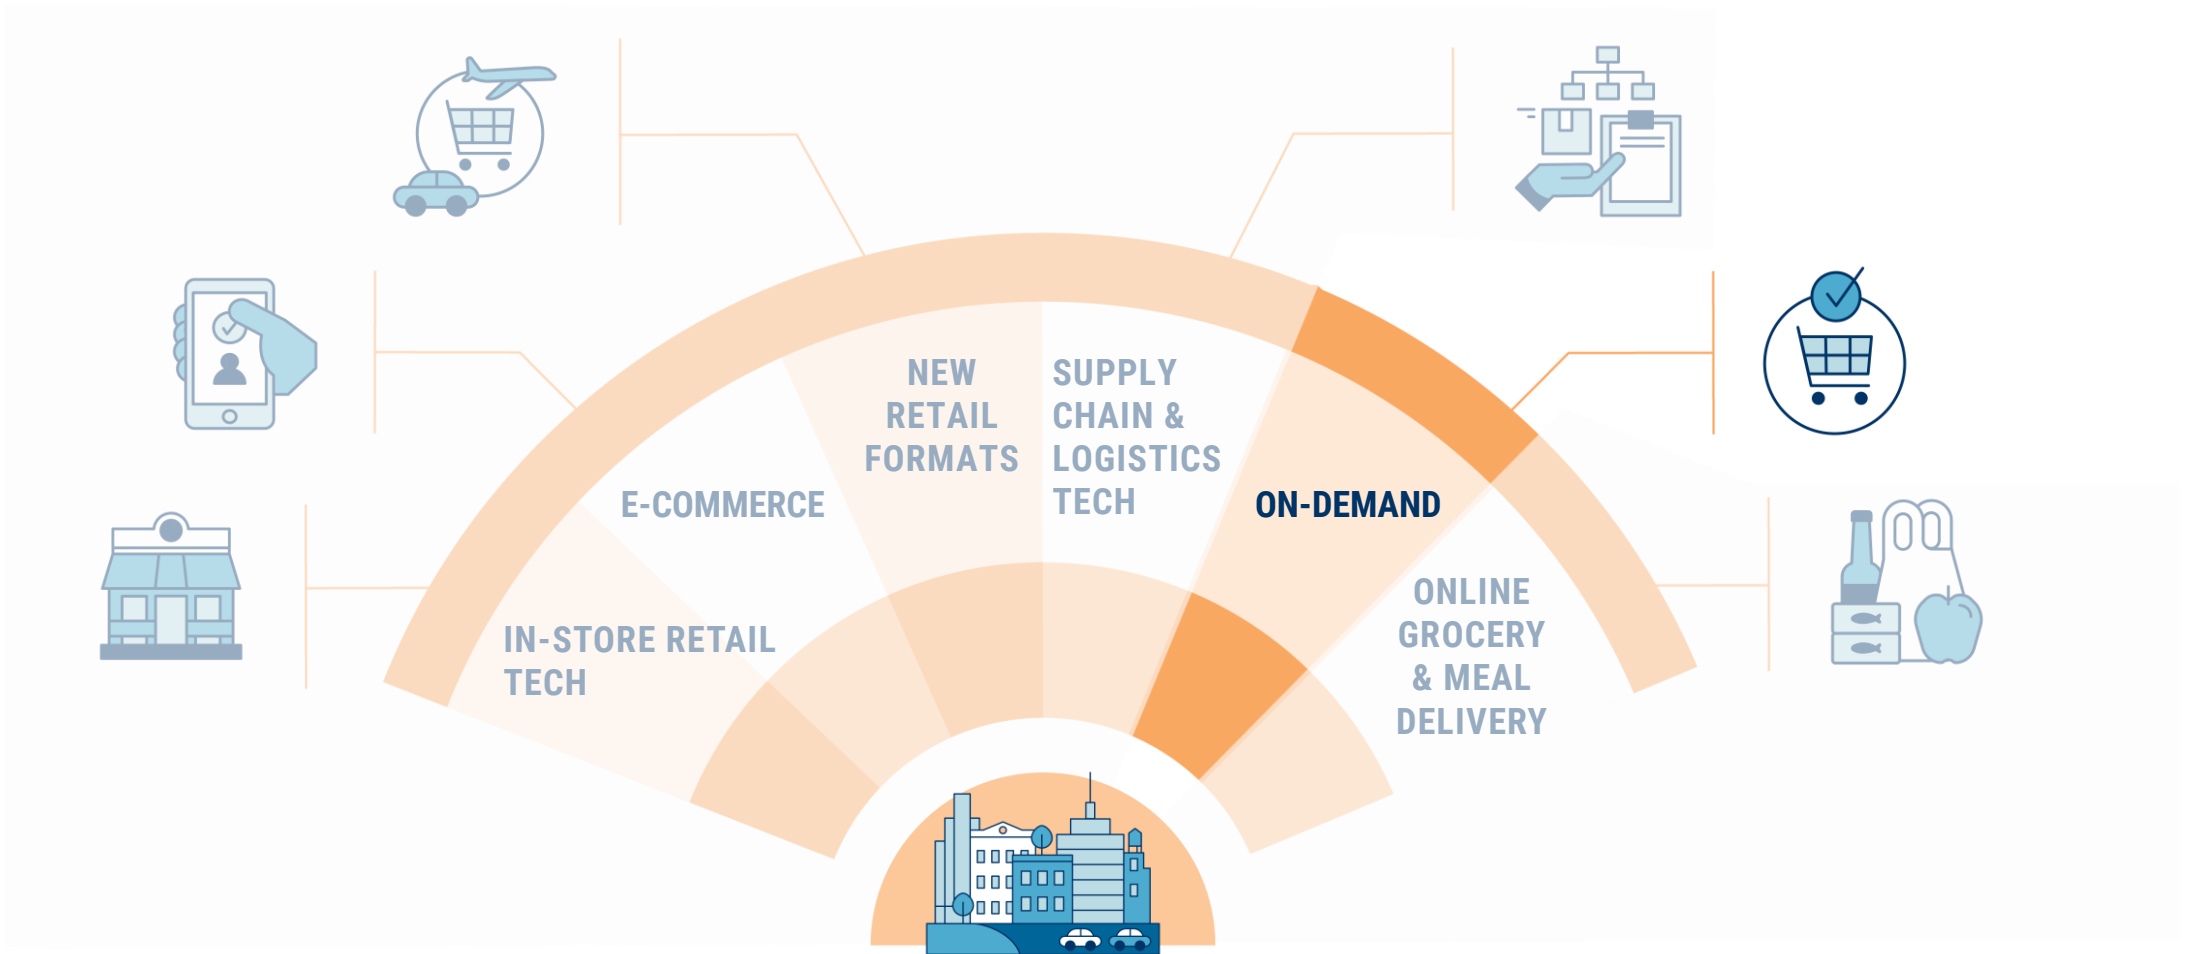 NEW
RETAIL
FORMATS
SUPPLY
CHAIN &
LOGISTICS
TECH
E-COMMERCE
ON-DEMAND
IN-STORE RETAIL
TECH
ONLINE
GROCERY
& MEAL
DELIVERY